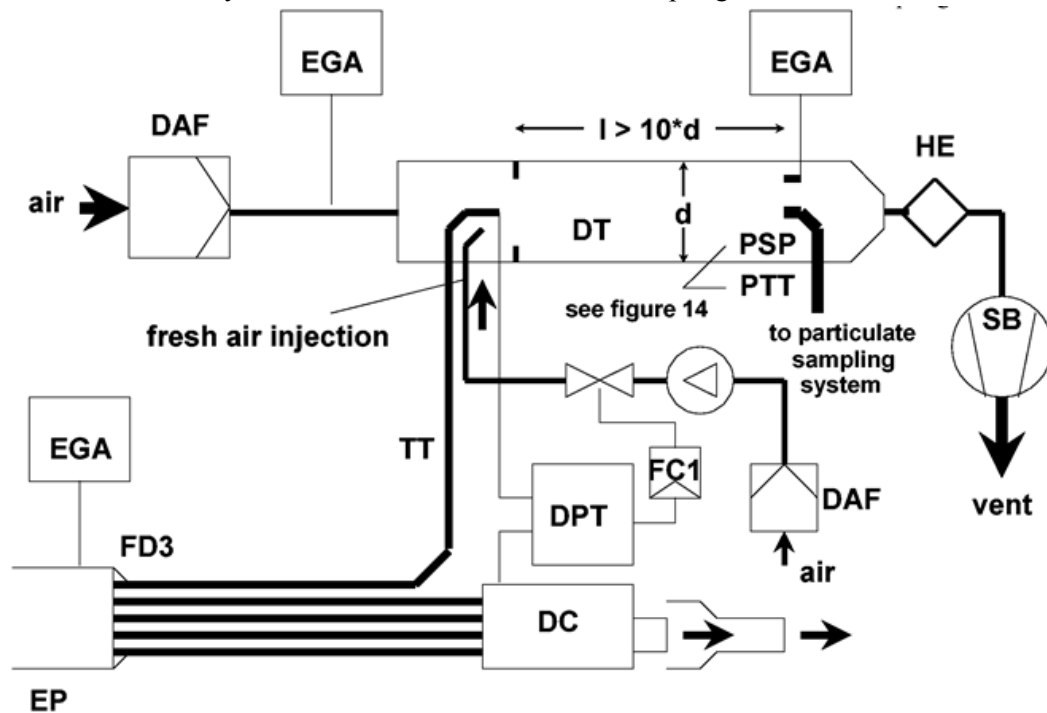 EGA
EGA
DAF
l > 10*d
HE
air
d
DT
PSP
PTT
see figure 14
fresh air injection
to particulate
sampling
system
SB
EGA
TT
FC1
DPT
DAF
vent
FD3
air
DC
EP